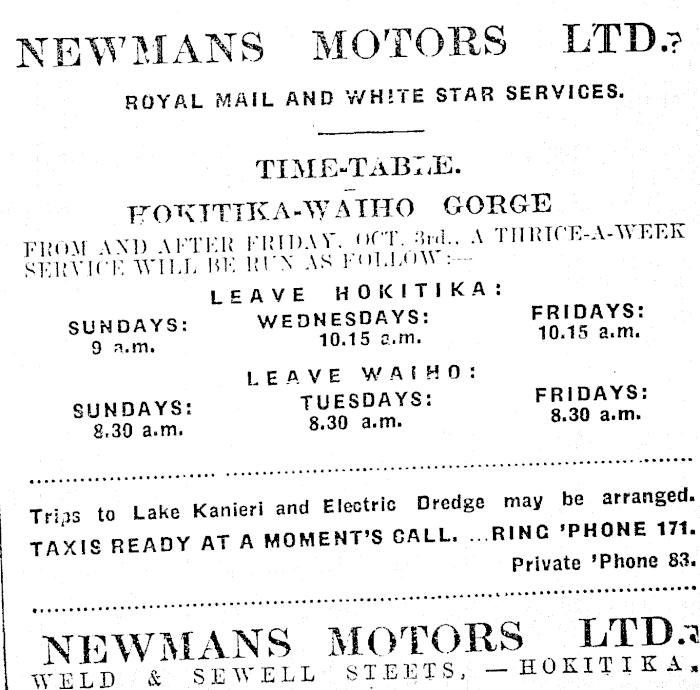 NEWMANS MOTORS LTD.
ROYAL MAIL AND WHITE STAR SERVICES.
TIME-TABLE.
HOKITIKA-WAIHO GORGE
FROM AND AFTER FRIDAY, OCT. 3rd., A THRICE-A-WEEK
SERVICE WILL BE RUN AS FOLLOW:—
LEAVE HOKITIKA:
SUNDAYS: WEDNESDAYS: FRIDAYS:
9 a.m. 10.15 a.m. 10.15 a.m.
LEAVE WAIHO:
SUNDAYS: TUESDAYS: FRIDAYS:
8.30 a.m. 8.30 a.m. 8.30 a.m.
Trips to Lake Kanieri and Electric Dredge may be arranged.
TAXIS READY AT A MOMENT'S CALL. ...RING 'PHONE 171.
Private 'Phone 83.
NEWMANS MOTORS LTD.
WELD & SEWELL STEETS, — HOKITIKA.